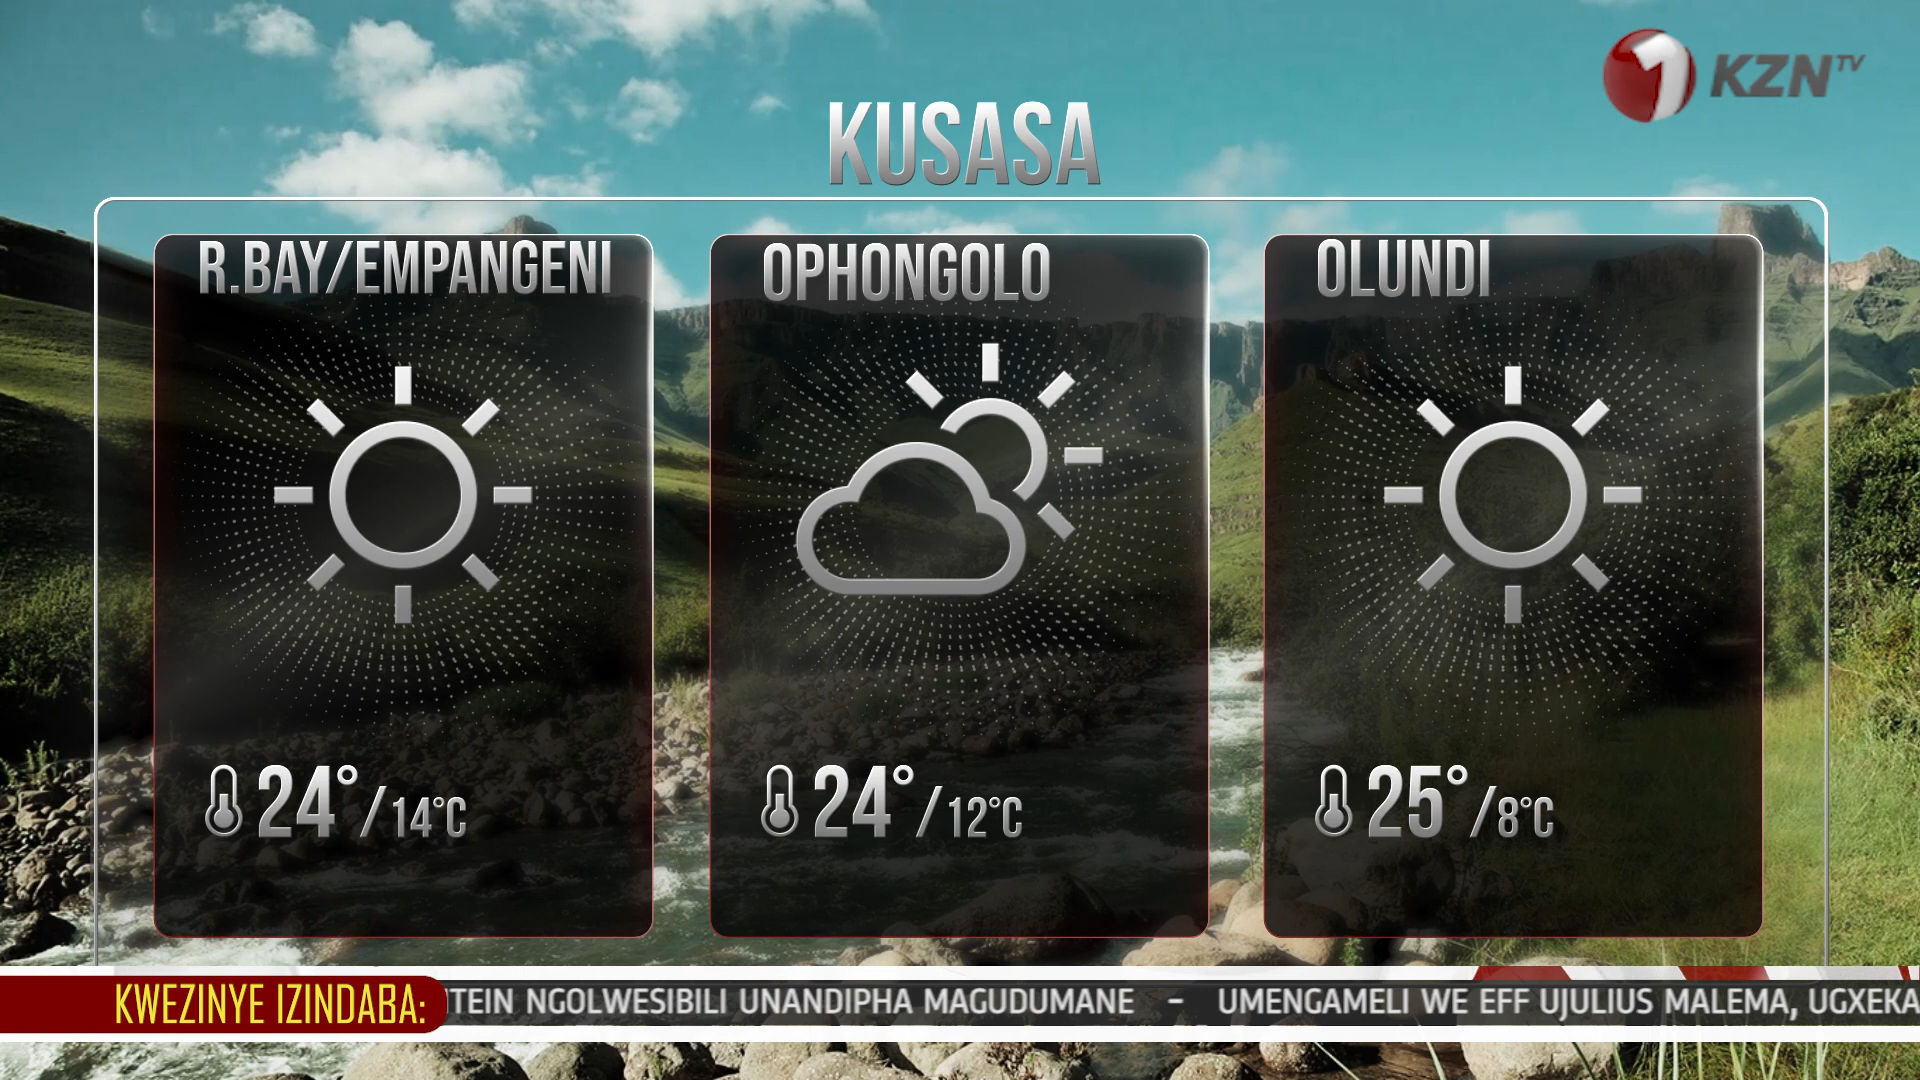 1 KZN TV
KUSASA
R.BAY/EMPANGENI
24°/14°C
OPHONGOLO
24°/12°C
OLUNDI
25°/8°C
KWEZINYE IZINDABA: TEIN NGOLWESIBILI UNANDIPHA MAGUDUMANE – UMENGAMELI WE EFF UJULIUS MALEMA, UGXEKA